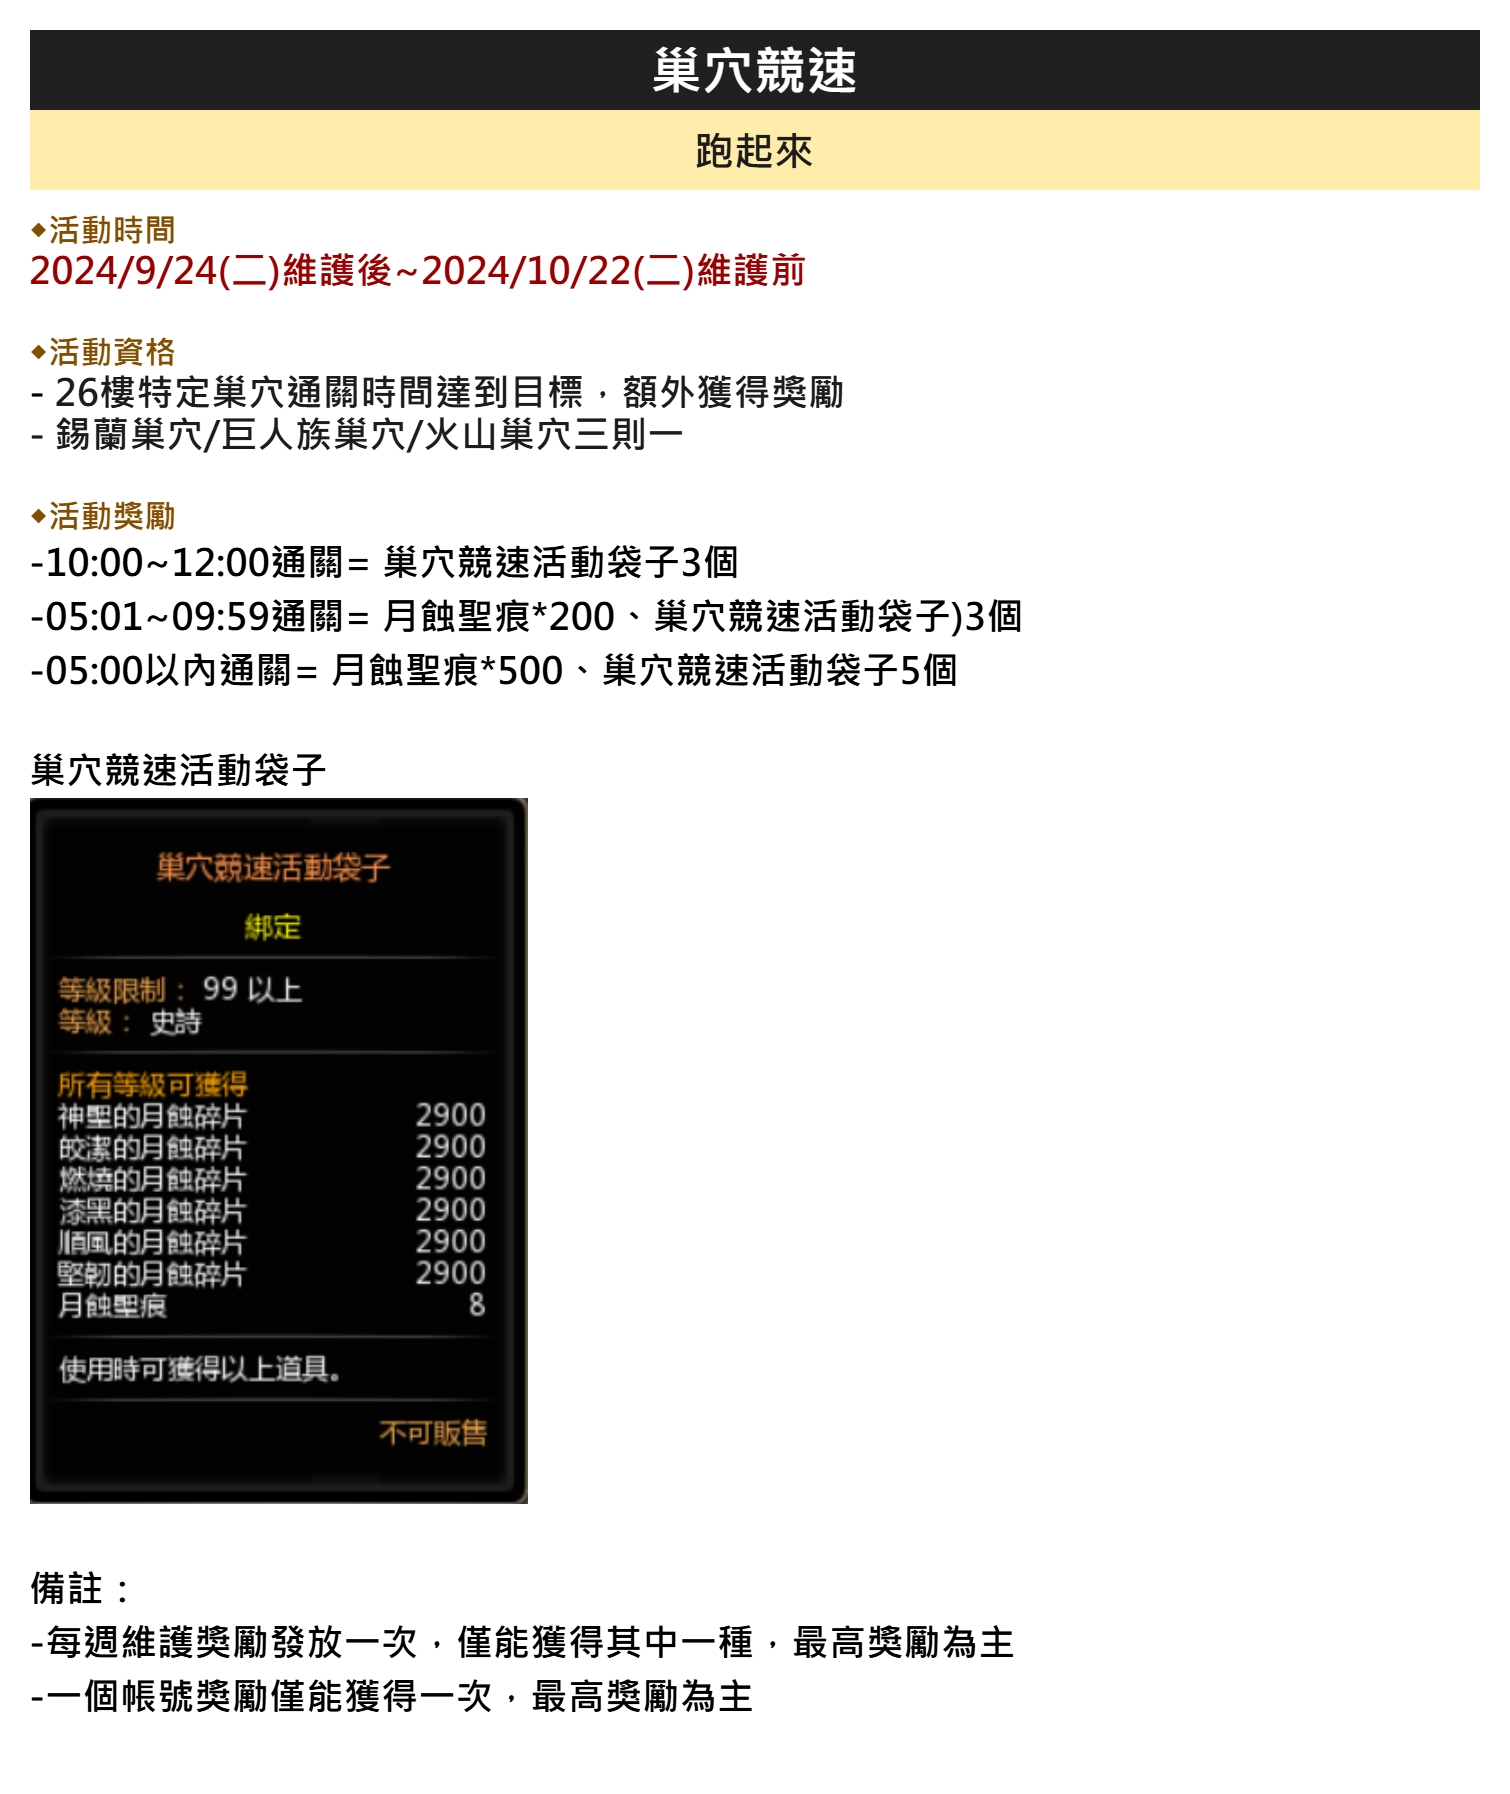 巢穴競速
跑起來
◆活動時間
2024/9/24(二)維護後~2024/10/22(二)維護前
◆活動資格
- 26樓特定巢穴通關時間達到目標，額外獲得獎勵
- 錫蘭巢穴/巨人族巢穴/火山巢穴三則一
◆活動獎勵
-10:00~12:00通關= 巢穴競速活動袋子3個
-05:01~09:59通關= 月蝕聖痕*200、巢穴競速活動袋子)3個
-05:00以內通關= 月蝕聖痕*500、巢穴競速活動袋子5個
巢穴競速活動袋子
巢穴競速活動袋子
綁定
等級限制： 99 以上
等級： 史詩
所有等級可獲得
神聖的月蝕碎片 2900
皎潔的月蝕碎片 2900
燃燒的月蝕碎片 2900
漆黑的月蝕碎片 2900
順風的月蝕碎片 2900
堅韌的月蝕碎片 2900
月蝕聖痕 8
使用時可獲得以上道具。
不可販售
備註：
-每週維護獎勵發放一次，僅能獲得其中一種，最高獎勵為主
-一個帳號獎勵僅能獲得一次，最高獎勵為主